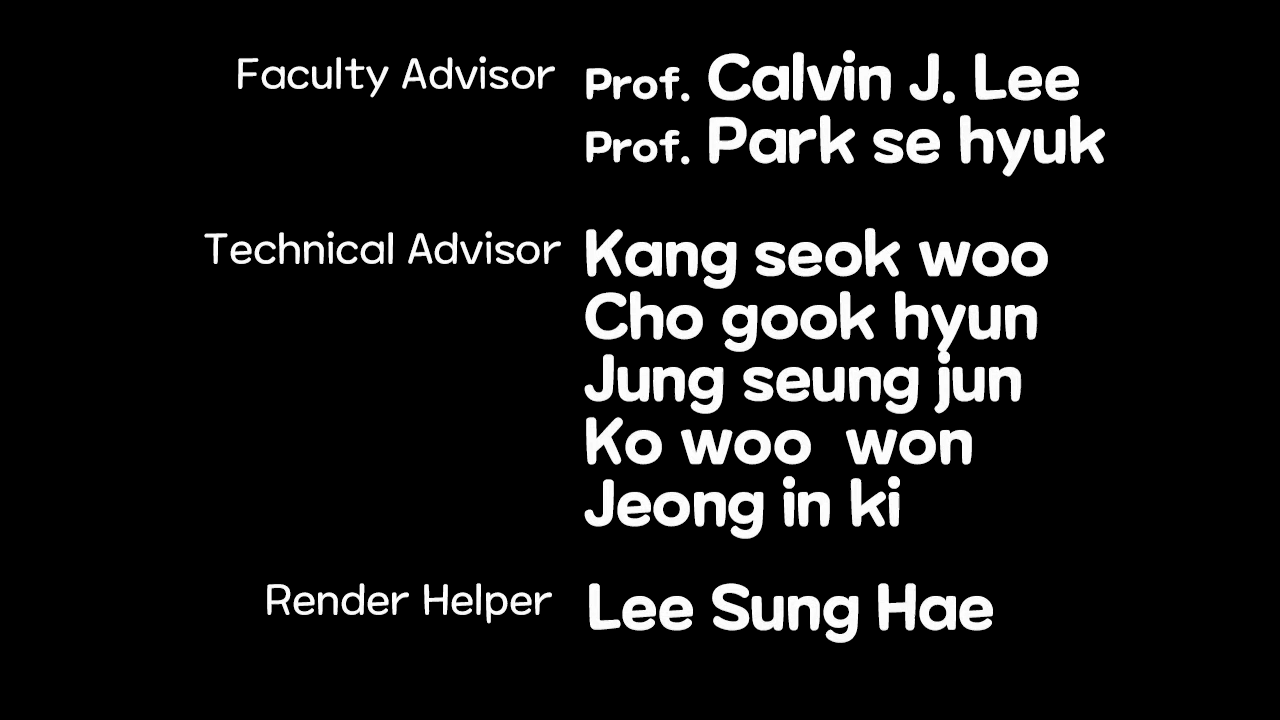 Faculty Advisor Prof. Calvin J. Lee
Prof. Park se hyuk
Technical Advisor Kang seok woo
Cho gook hyun
Jung seung jun
Ko woo  won
Jeong in ki
Render Helper Lee Sung Hae